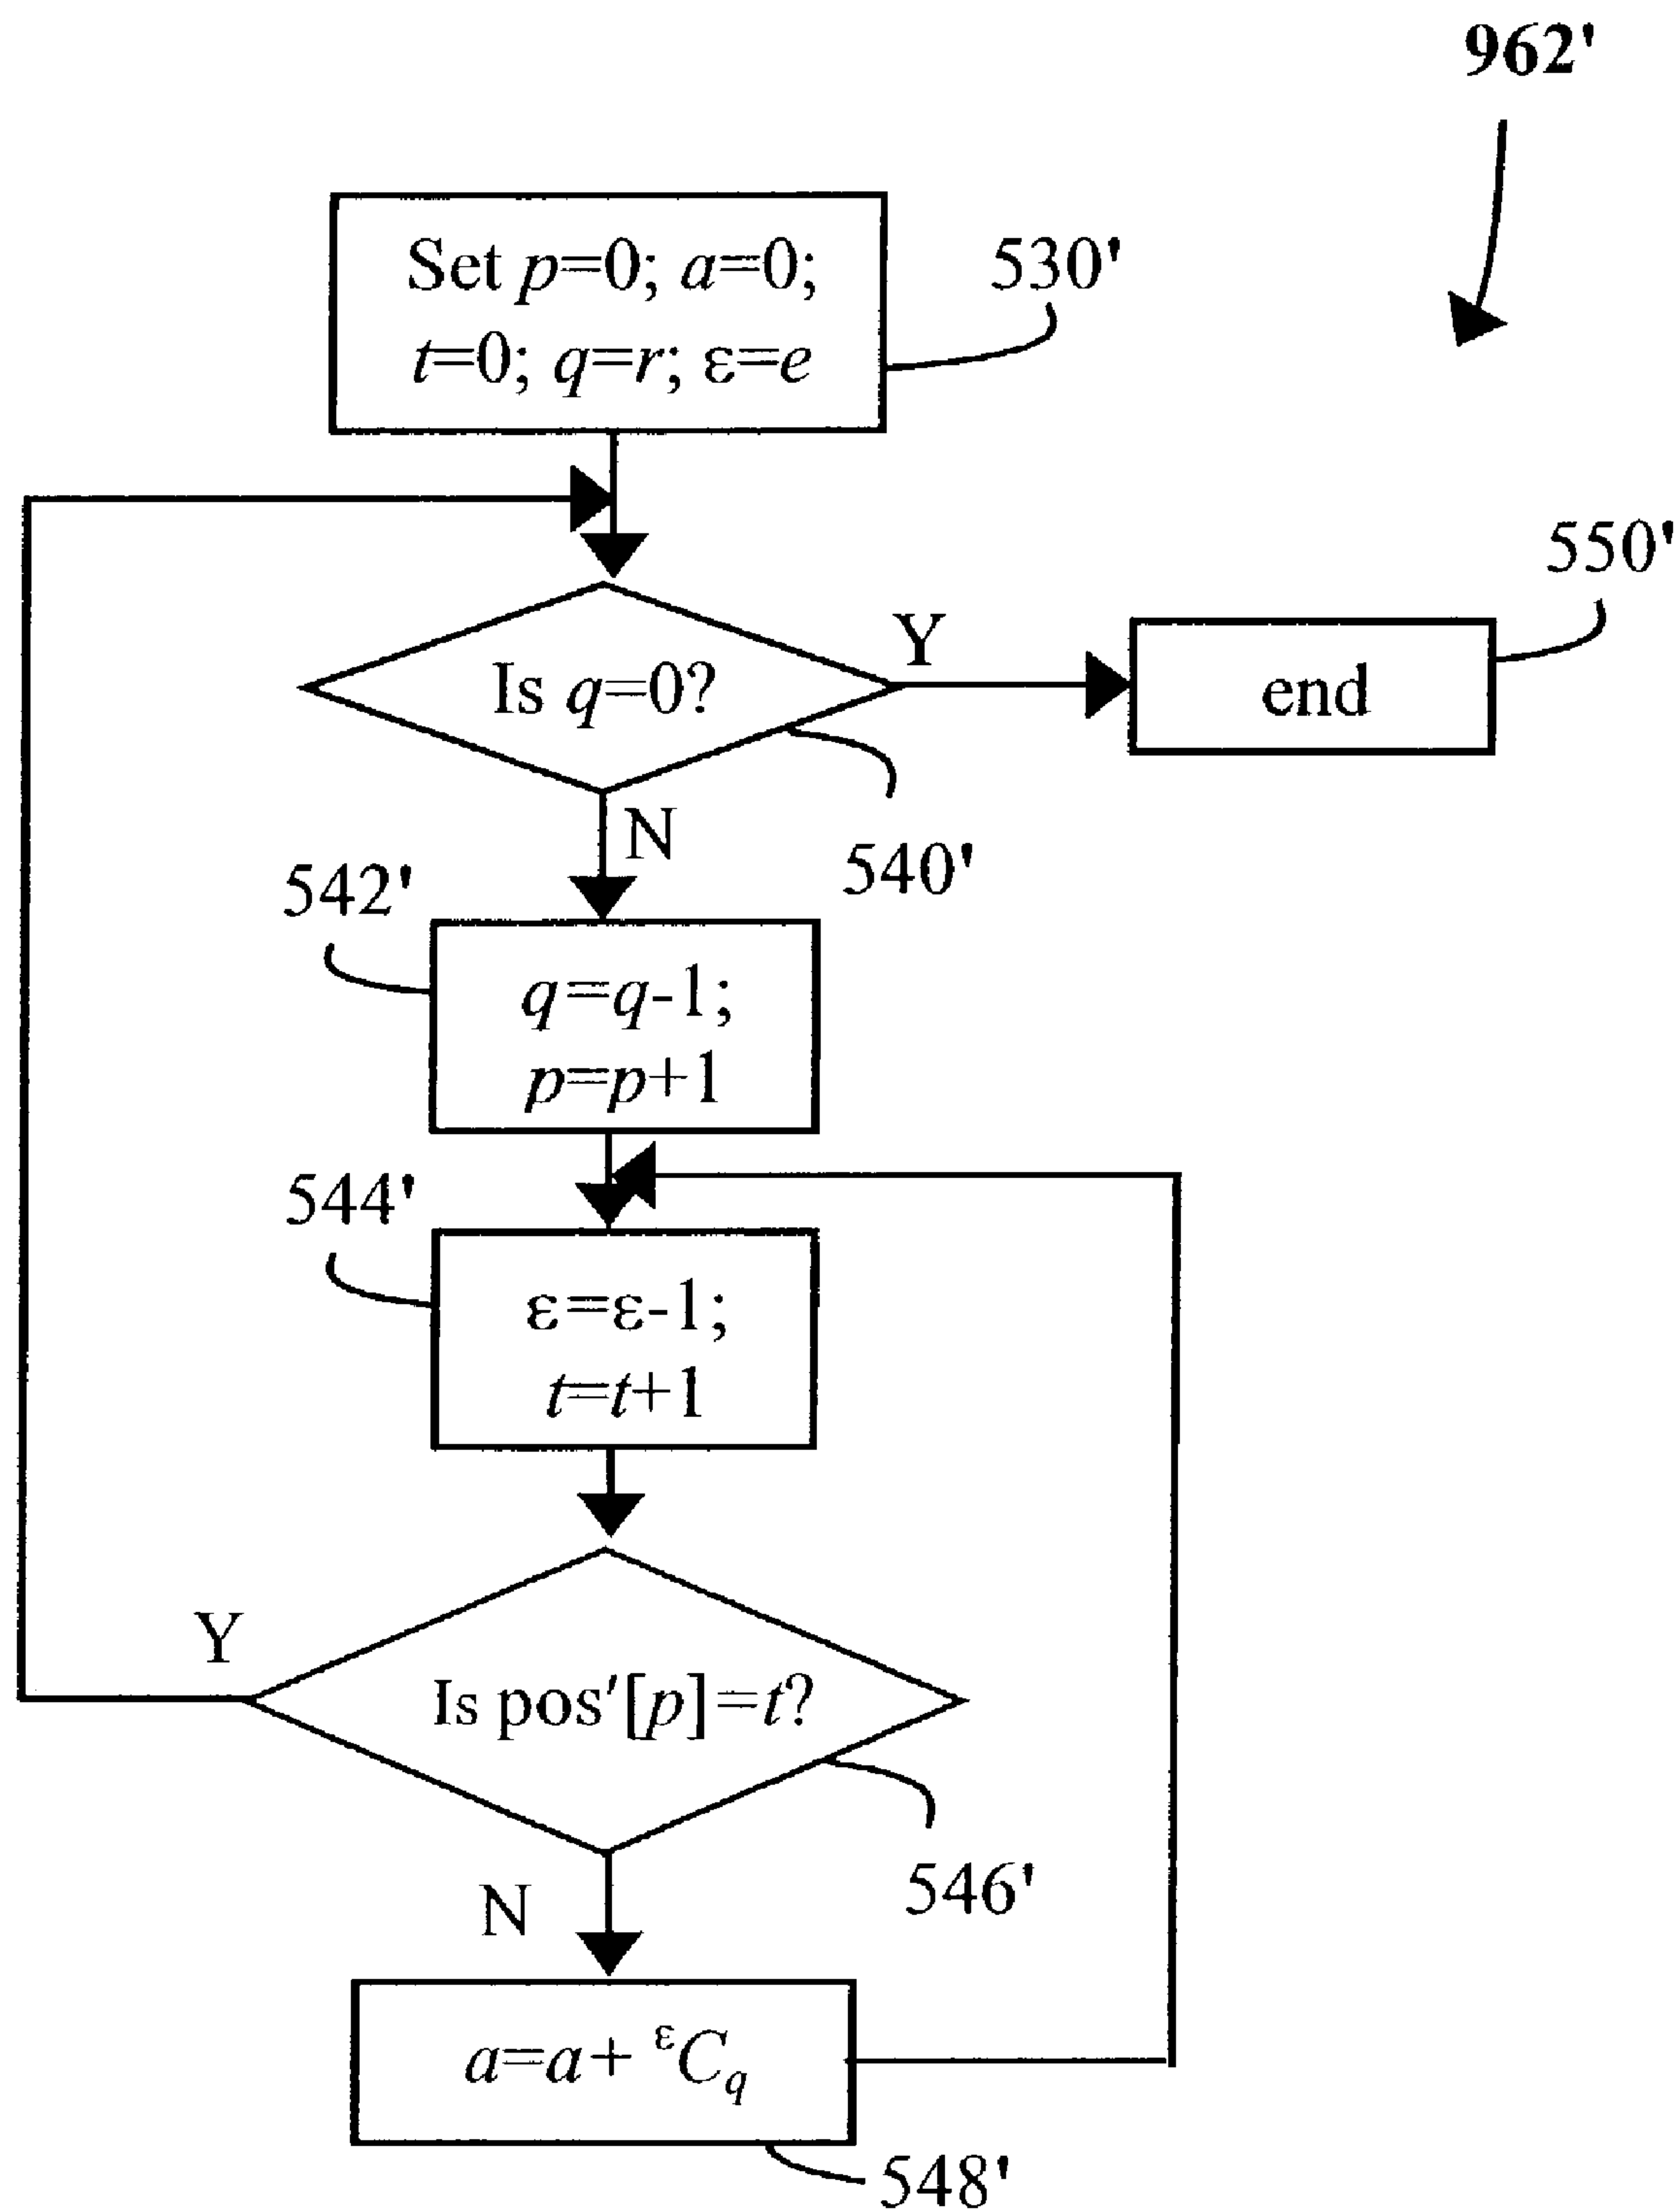 962'
Set p=0; a=0;
t=0; q=r; ε=e
530'
Is q=0?
Y
end
550'
N
540'
542'
q=q-1;
p=p+1
544'
ε=ε-1;
t=t+1
Y
Is pos'[p]=t?
546'
N
a=a+ εCq
548'